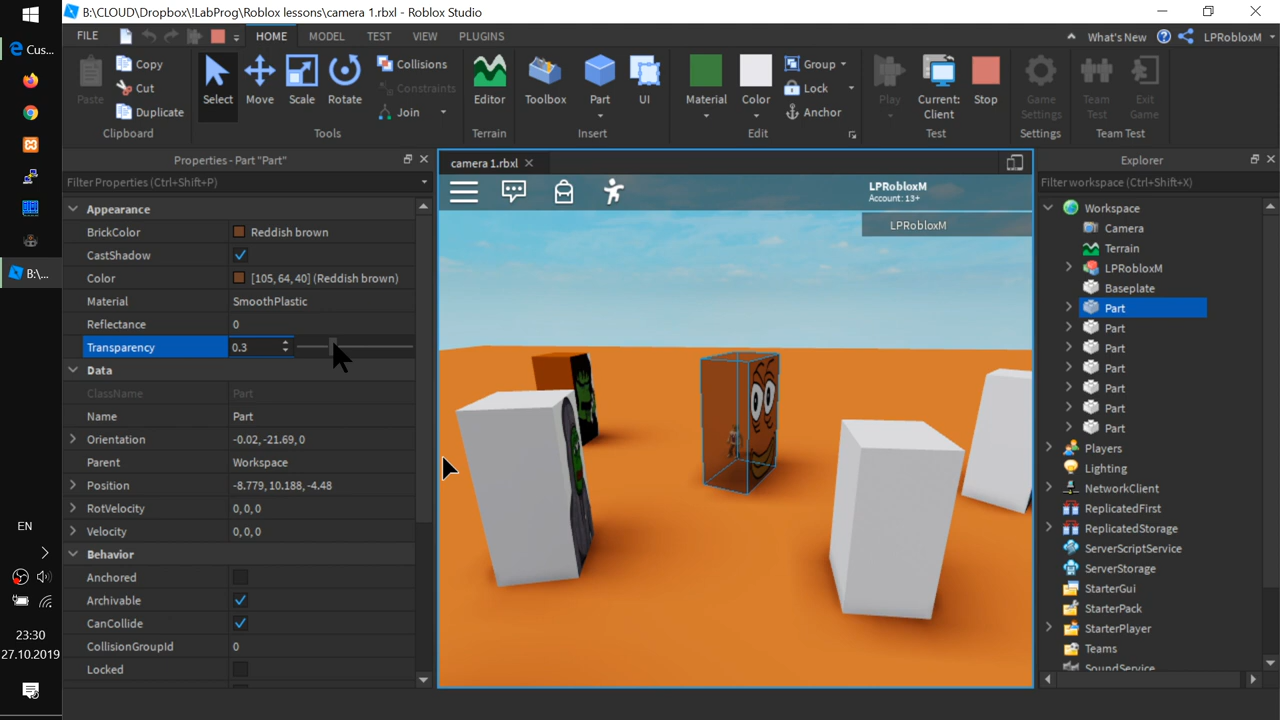 B:\CLOUD\Dropbox\!LabProg\Roblox lessons\camera 1.rbxl - Roblox Studio
Cus...
B:\...
EN
23:30
27.10.2019
FILE
HOME
MODEL
TEST
VIEW
PLUGINS
What's New
LPRobloxM
Paste
Copy
Cut
Duplicate
Clipboard
Select
Move
Scale
Rotate
Collisions
Constraints
Join
Tools
Editor
Terrain
Toolbox
Part
UI
Insert
Material
Color
Group
Lock
Anchor
Edit
Play
Current:
Client
Stop
Test
Game
Settings
Settings
Team
Test
Exit
Game
Team Test
Properties - Part "Part"
Filter Properties (Ctrl+Shift+P)
Appearance
BrickColor Reddish brown
CastShadow
Color [105, 64, 40] (Reddish brown)
Material SmoothPlastic
Reflectance 0
Transparency 0.3
Data
ClassName Part
Name Part
Orientation -0.02, -21.69, 0
Parent Workspace
Position -8.779, 10.188, -4.48
RotVelocity 0, 0, 0
Velocity 0, 0, 0
Behavior
Anchored
Archivable
CanCollide
CollisionGroupId 0
Locked
camera 1.rbxl
LPRobloxM
Account: 13+
LPRobloxM
Explorer
Filter workspace (Ctrl+Shift+X)
Workspace
Camera
Terrain
LPRobloxM
Baseplate
Part
Part
Part
Part
Part
Part
Part
Players
Lighting
NetworkClient
ReplicatedFirst
ReplicatedStorage
ServerScriptService
ServerStorage
StarterGui
StarterPack
StarterPlayer
Teams
SoundService